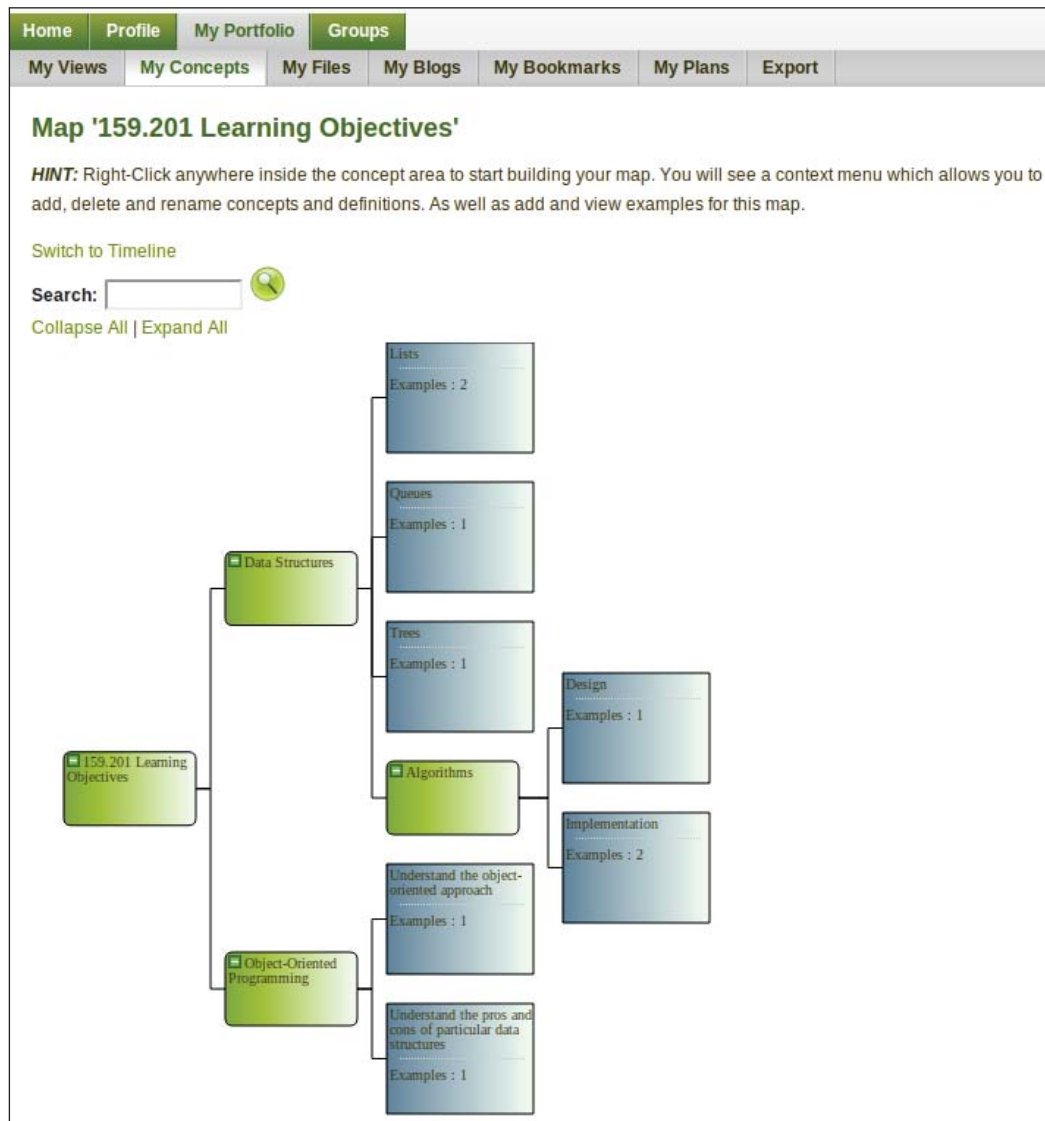 Home Profile My Portfolio Groups
My Views My Concepts My Files My Blogs My Bookmarks My Plans Export
Map '159.201 Learning Objectives'
HINT: Right-Click anywhere inside the concept area to start building your map. You will see a context menu which allows you to
add, delete and rename concepts and definitions. As well as add and view examples for this map.
Switch to Timeline
Search:
Collapse All | Expand All
Lists
Examples : 2
Queues
Examples : 1
Data Structures
Trees
Examples : 1
Design
Examples : 1
159.201 Learning
Objectives
Algorithms
Implementation
Examples : 2
Understand the object-
oriented approach
Examples : 1
Object-Oriented
Programming
Understand the pros and
cons of particular data
structures
Examples : 1